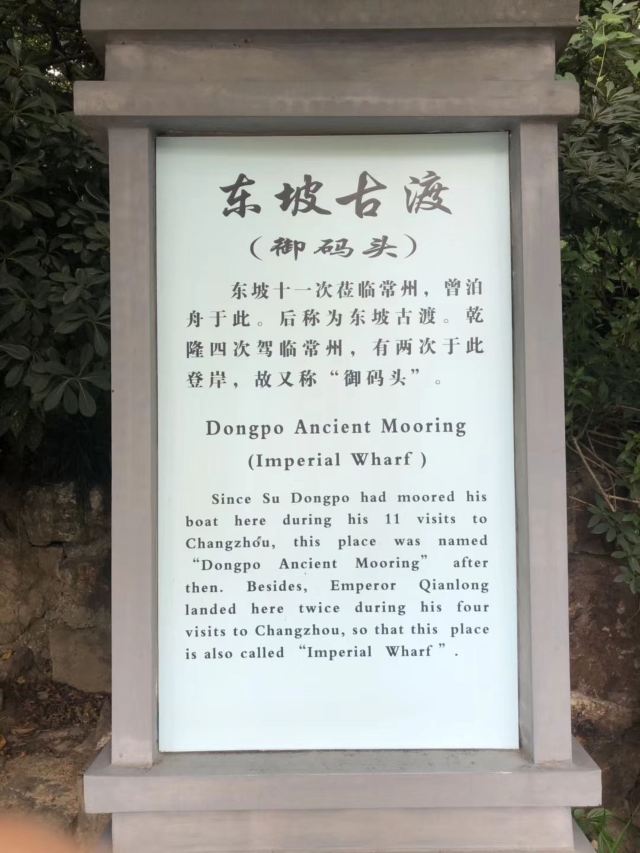 东坡古渡
（御码头）
东坡十一次莅临常州，曾泊
舟于此。后称为东坡古渡。乾
隆四次驾临常州，有两次于此
登岸，故又称“御码头”。
Dongpo Ancient Mooring
(Imperial Wharf )
Since Su Dongpo had moored his
boat here during his 11 visits to
Changzhou, this place was named
“Dongpo Ancient Mooring” after
then. Besides, Emperor Qianlong
landed here twice during his four
visits to Changzhou, so that this place
is also called “Imperial Wharf ”.